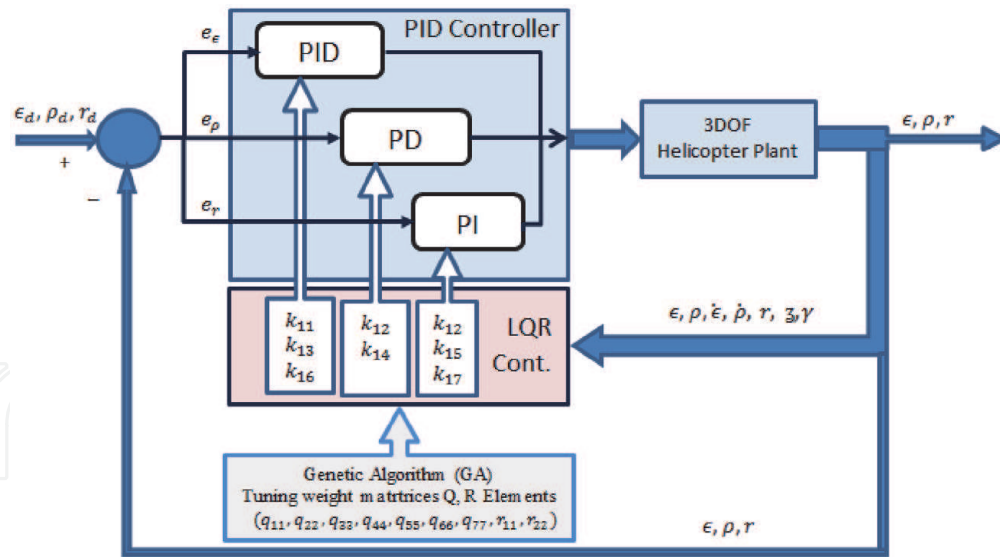 PID Controller
e_ϵ
PID
ϵ_d, ρ_d, r_d
+
−
e_ρ
PD
3DOF
Helicopter Plant
ϵ, ρ, r
e_r
PI
k_11
k_13
k_16
k_12
k_14
k_12
k_15
k_17
LQR
Cont.
ϵ, ρ, ϵ̇, ρ̇, r, ʒ, γ
Genetic Algorithm (GA)
Tuning weight matrtrices Q, R Elements
(q_11, q_22, q_33, q_44, q_55, q_66, q_77, r_11, r_22)
ϵ, ρ, r